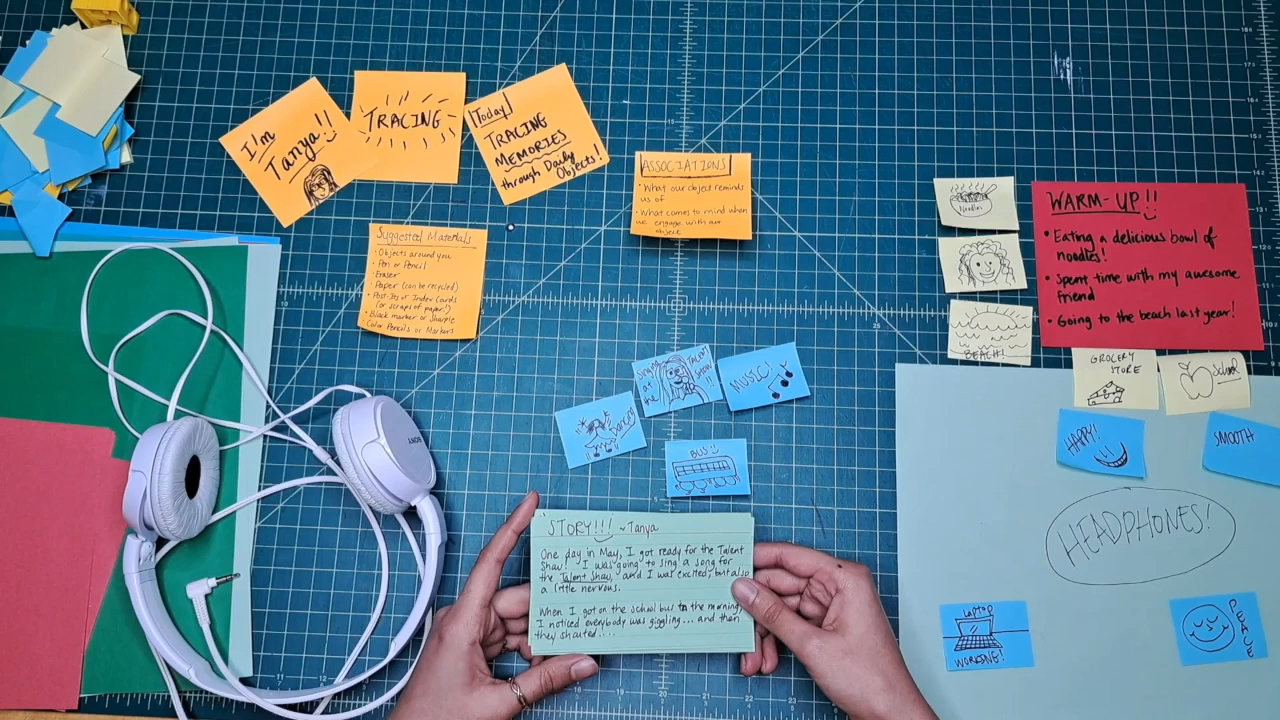 I'm
Tanya!!
TRACING
Today
TRACING
MEMORIES
through Daily
Objects!
Suggested Materials
• Objects around you
• Pen or Pencil
• Eraser
• Paper (can be recycled)
• Post-its or Index Cards
(or scraps of paper!)
• Black marker or Sharpie
• Color Pencils or Markers
ASSOCIATIONS
• What our object reminds
us of
• What comes to mind when
we engage with our
object
Noodles
BEACH!
WARM-UP!!
• Eating a delicious bowl of
noodles!
• Spent time with my awesome
friend
• Going to the beach last year!
GROCERY
STORE
School
HAPPY!
SMOOTH
HEADPHONES!
LAPTOP
WORKING!
PEACE
Singing
at the
TALENT
SHOW!!
MUSIC!
DANCE
BUS
SONY
STORY!!! ~Tanya
One day in May, I got ready for the Talent
Show! I was going to sing a song for
the Talent Show, and I was excited, but also
a little nervous.
When I got on the school bus in the morning,
I noticed everybody was giggling... and then
they shouted....